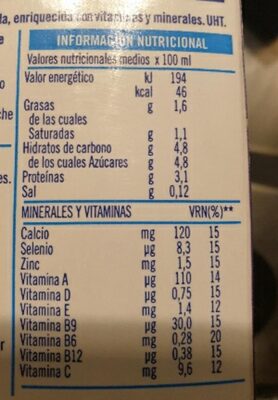 da, enriquecida con vitaminas y minerales. UHT.
INFORMACIÓN NUTRICIONAL
Valores nutricionales medios x 100 ml
Valor energético kJ 194
kcal 46
Grasas g 1,6
de las cuales
Saturadas g 1,1
Hidratos de carbono g 4,8
de los cuales Azúcares g 4,8
Proteínas g 3,1
Sal g 0,12
MINERALES Y VITAMINAS VRN(%)**
Calcio mg 120 15
Selenio µg 8,3 15
Zinc mg 1,5 15
Vitamina A µg 110 14
Vitamina D µg 0,75 15
Vitamina E mg 1,4 12
Vitamina B9 µg 30,0 15
Vitamina B6 mg 0,28 20
Vitamina B12 µg 0,38 15
Vitamina C mg 9,6 12